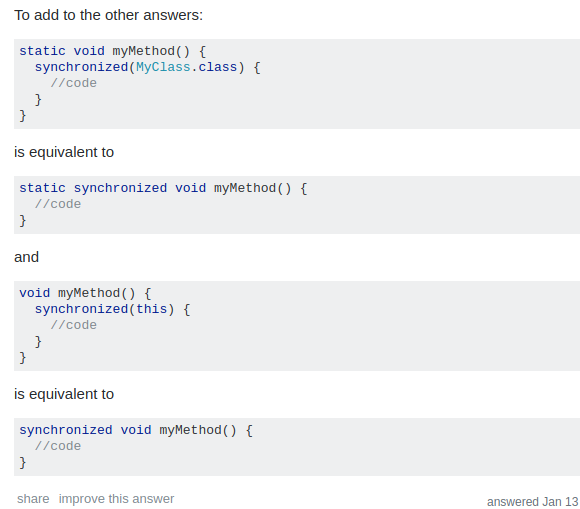 To add to the other answers:
static void myMethod() {
  synchronized(MyClass.class) {
    //code
  }
}
is equivalent to
static synchronized void myMethod() {
  //code
}
and
void myMethod() {
  synchronized(this) {
    //code
  }
}
is equivalent to
synchronized void myMethod() {
  //code
}
share improve this answer
answered Jan 13